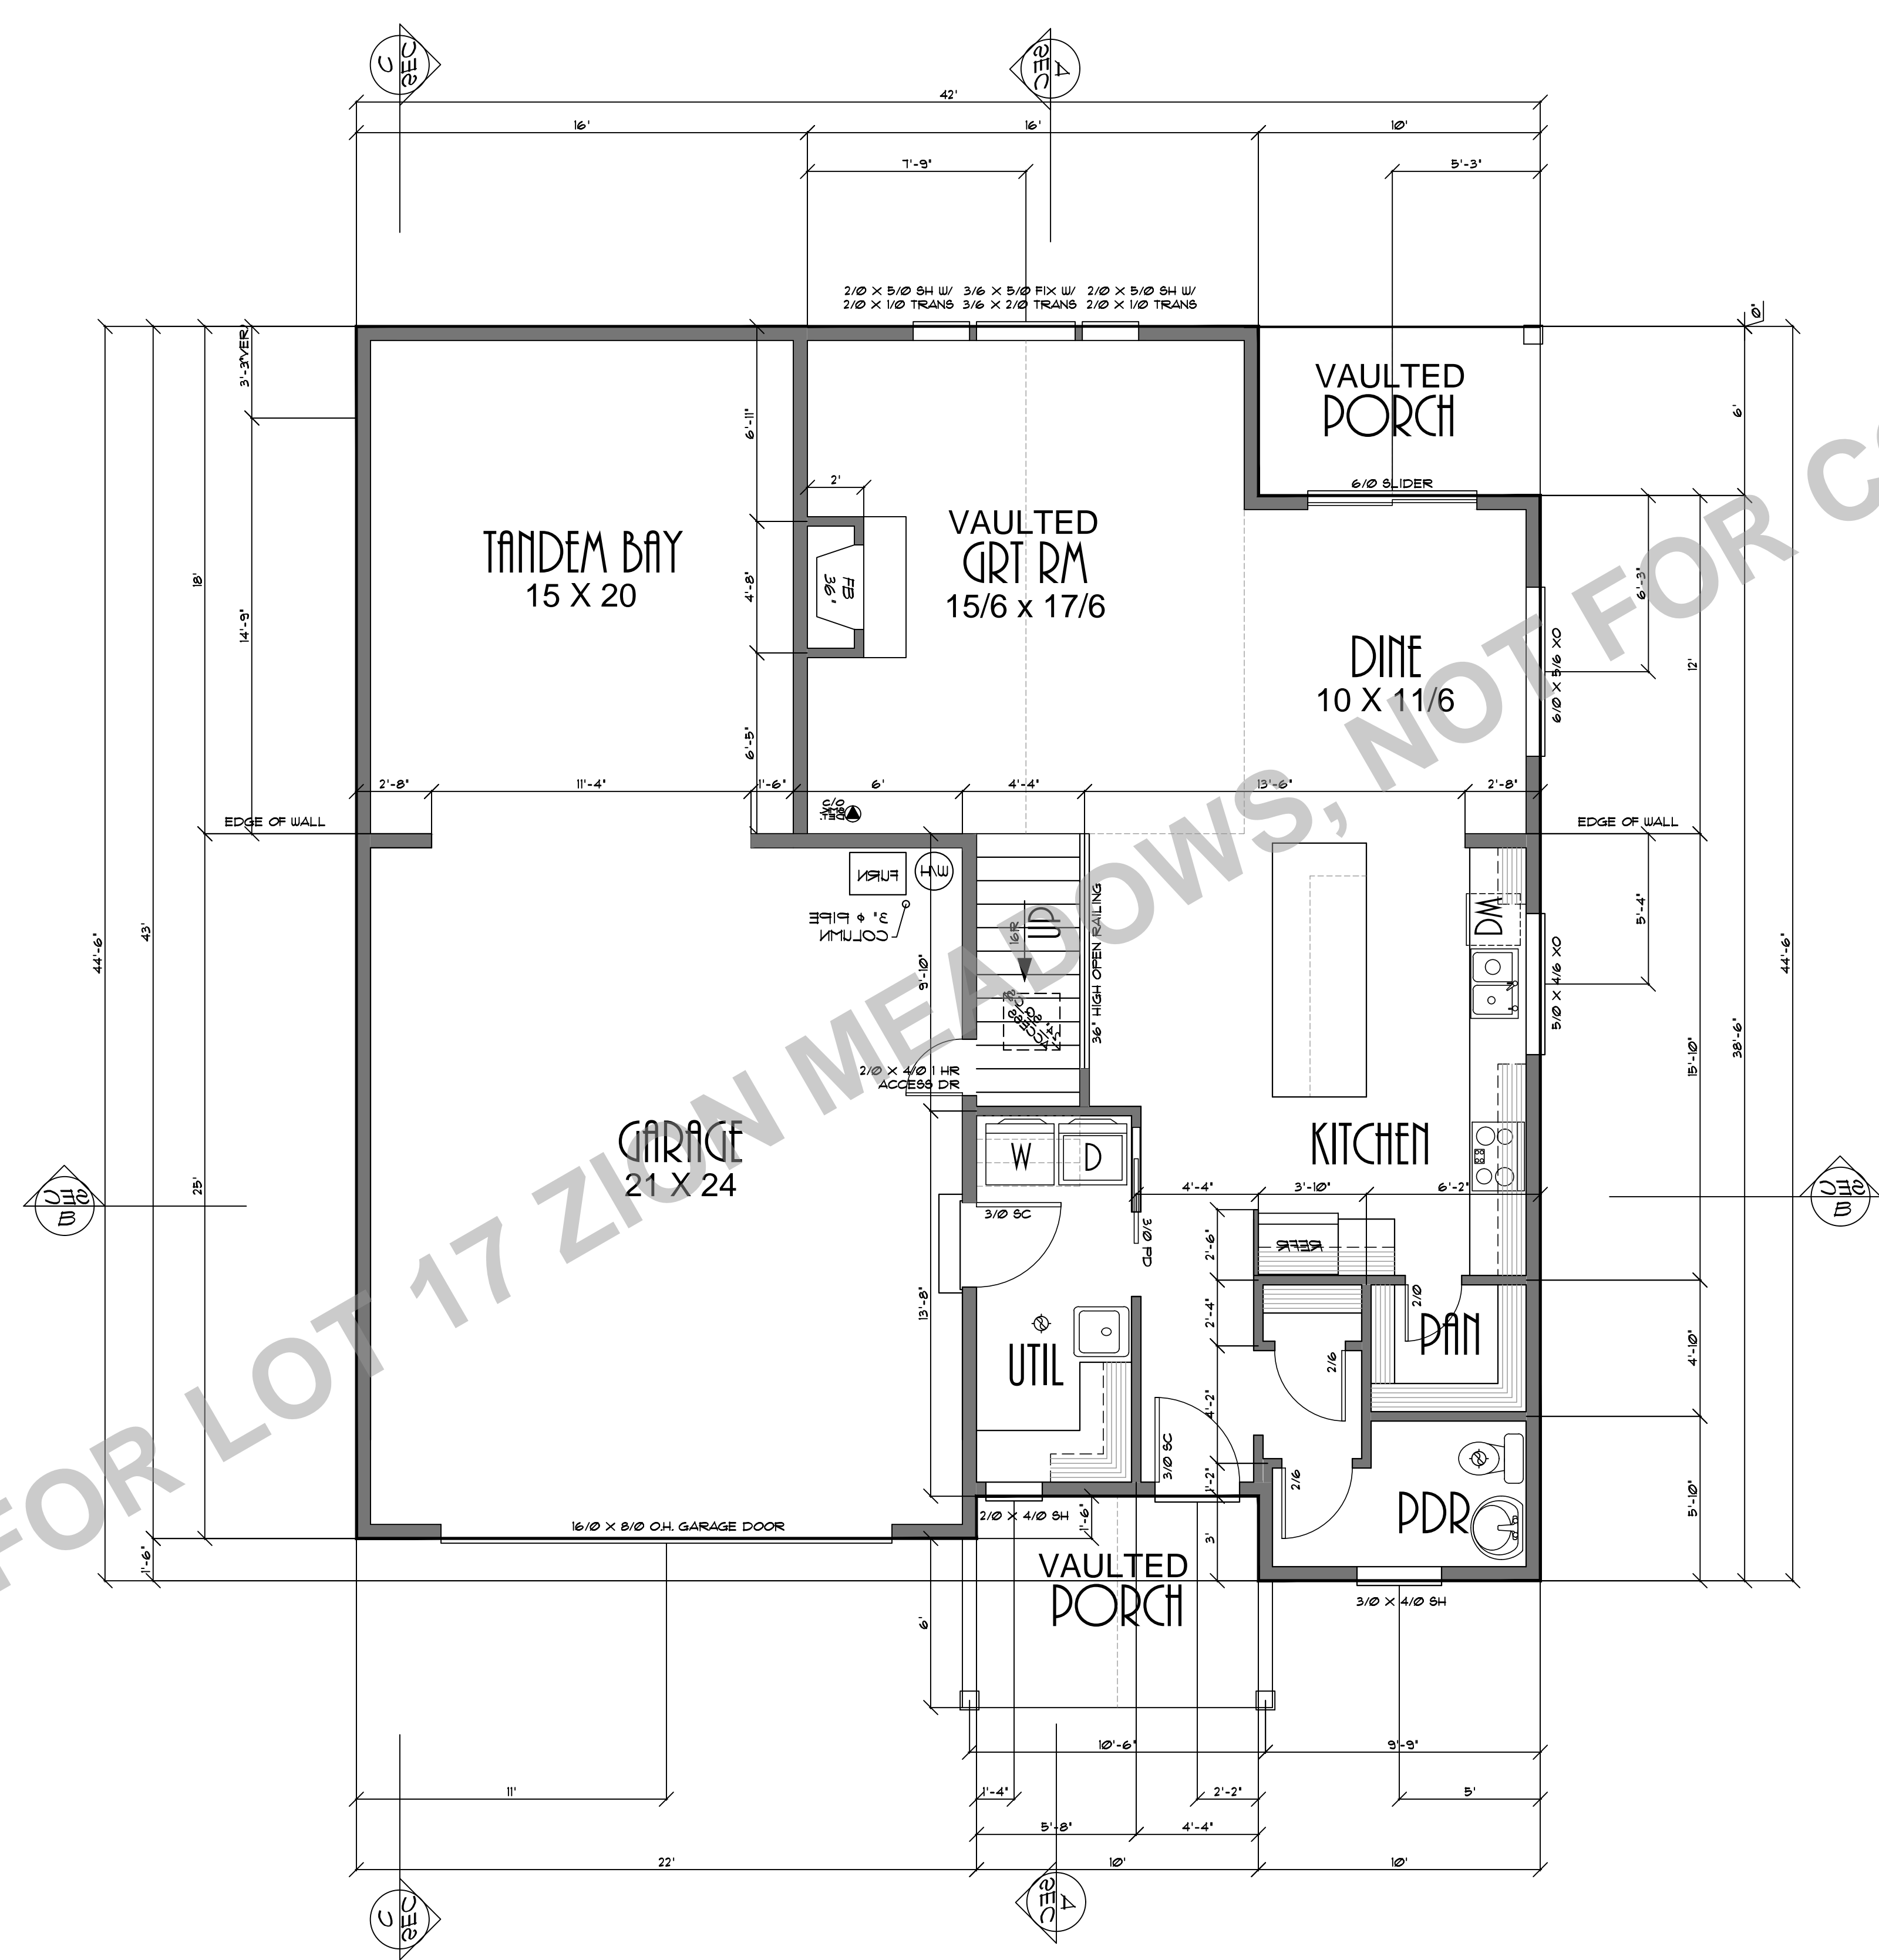 C
SEC
A
SEC
42'
16'
16'
10'
7'-9"
5'-3"
2/0 X 5/0 SH W/ 3/6 X 5/0 FIX W/ 2/0 X 5/0 SH W/
2/0 X 1/0 TRANS 3/6 X 2/0 TRANS 2/0 X 1/0 TRANS
0"
3'-3"
VAULTED
PORCH
6'
6'-11"
6/0 SLIDER
2'
TANDEM BAY
15 X 20
VAULTED
GRT RM
15/6 x 17/6
FB
36"
4'-8"
18'
14'-9"
6'-3"
DINE
10 X 11/6
6/0 X 5/6 XO
12'
6'-5"
2'-8"
11'-4"
1'-6"
6'
4'-4"
13'-6"
2'-8"
EDGE OF WALL
EDGE OF WALL
FURN
W/H
3" ϕ PIPE
COLUMN
9'-10"
UP
16R
36" HIGH OPEN RAILING
DW
5'-4"
5/0 X 4/6 XO
43'
44'-6"
44'-6"
38'-6"
15'-10"
2/0 X 4/0 1 HR
ACCESS DR
GARAGE
21 X 24
W
D
KITCHEN
SEC
B
SEC
B
25'
4'-4"
3'-10"
6'-2"
3/0 SC
3/0 PD
2'-6"
REFR
13'-8"
2'-4"
2/0
PAN
4'-10"
UTIL
2/6
4'-2"
3/0 SC
1'-2"
2/6
PDR
5'-10"
16/0 X 8/0 O.H. GARAGE DOOR
2/0 X 4/0 SH
1'-6"
3'
1'-6"
VAULTED
PORCH
3/0 X 4/0 SH
6'
10'-6"
9'-9"
11'
1'-4"
2'-2"
5'
5'-8"
4'-4"
22'
10'
10'
C
SEC
A
SEC
FOR LOT 17 ZION MEADOWS, NOT FOR